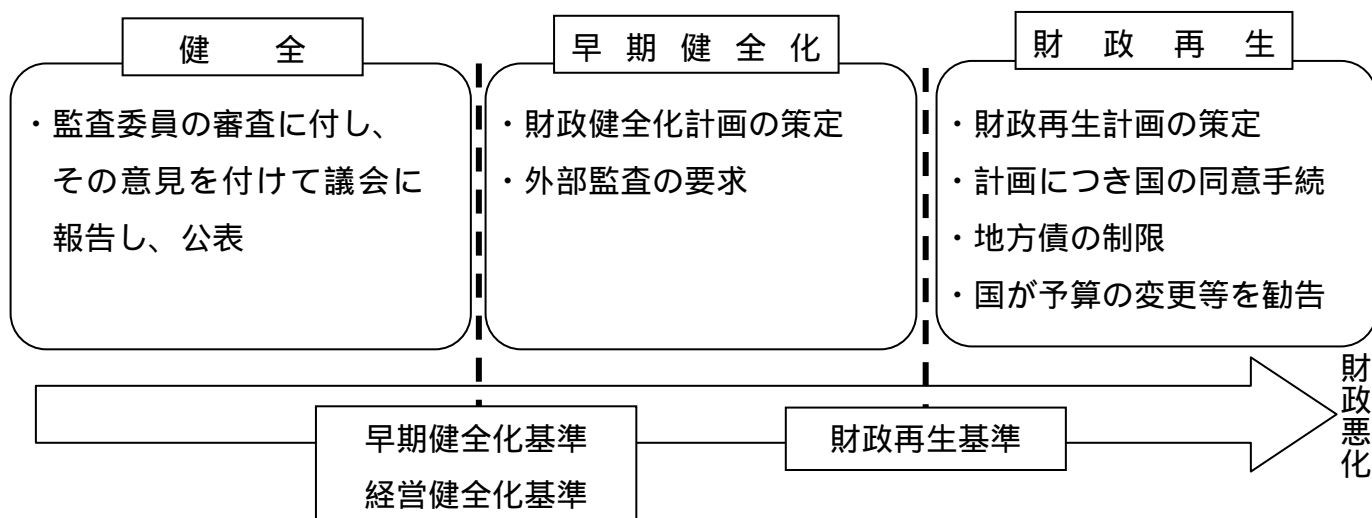 健全
・監査委員の審査に付し、
その意見を付けて議会に
報告し、公表
早期健全化
・財政健全化計画の策定
・外部監査の要求
財政再生
・財政再生計画の策定
・計画につき国の同意手続
・地方債の制限
・国が予算の変更等を勧告
早期健全化基準
経営健全化基準
財政再生基準
財政悪化